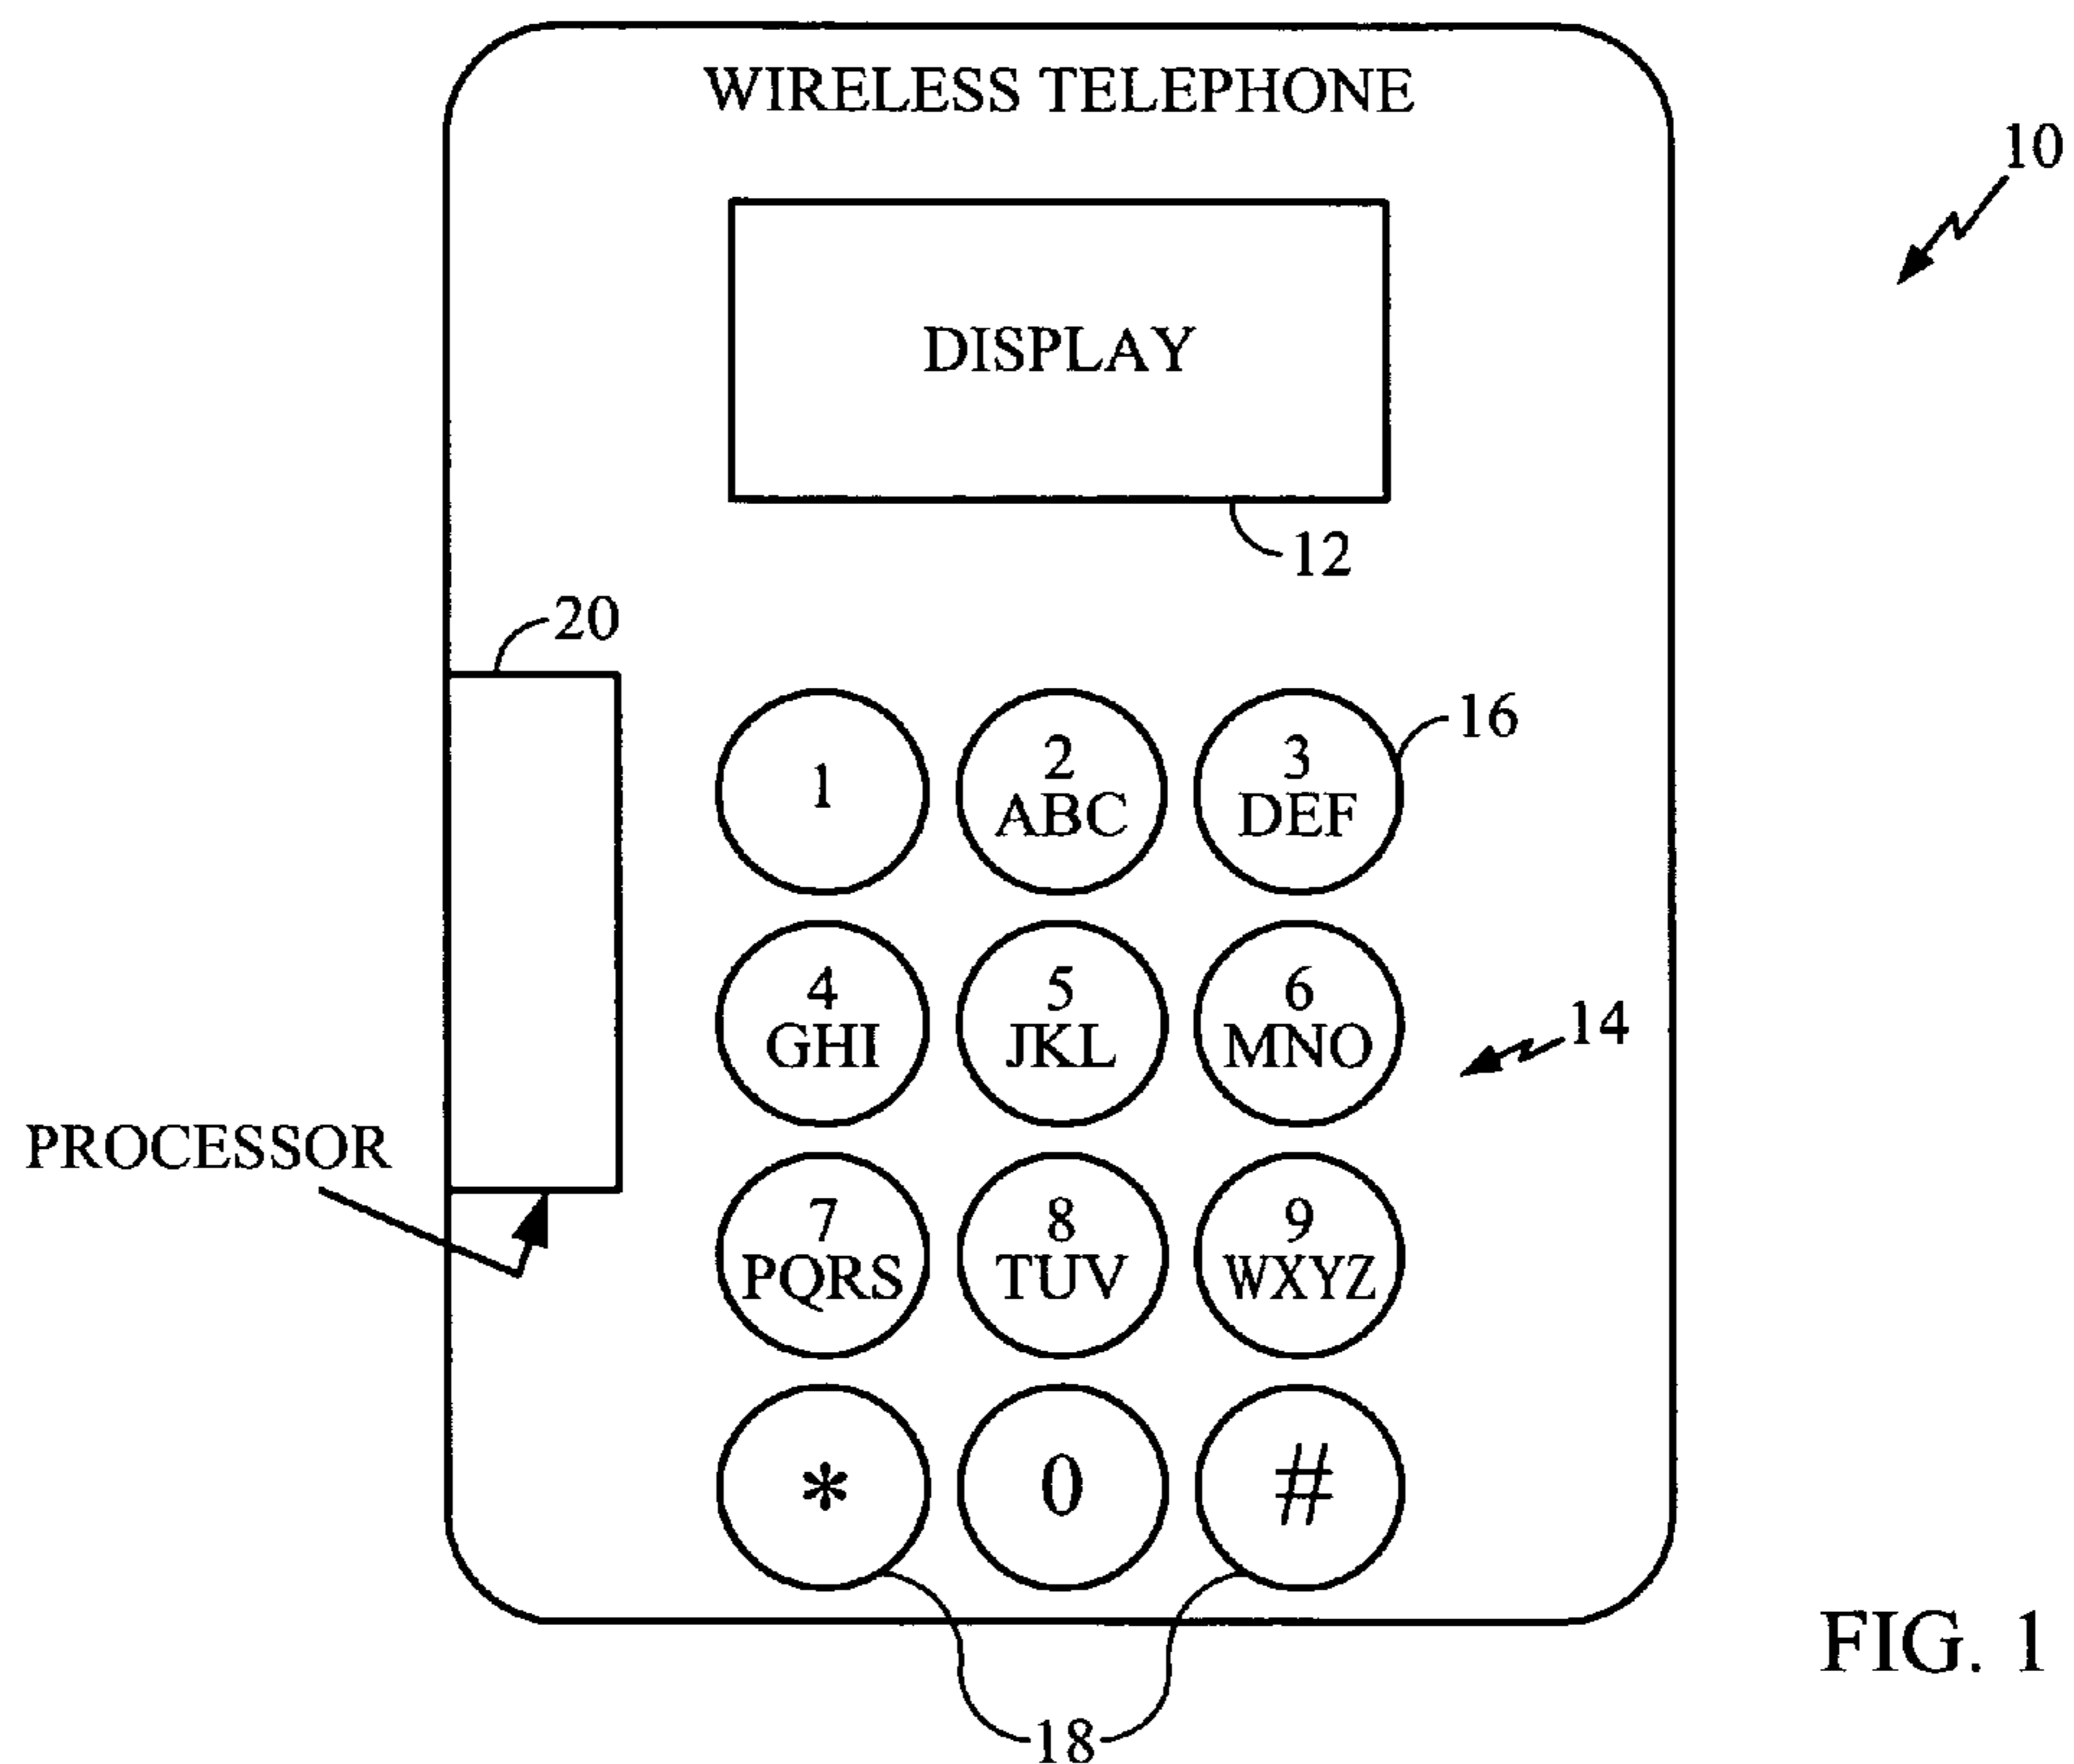 WIRELESS TELEPHONE
10
DISPLAY
12
20
16
1
2
ABC
3
DEF
4
GHI
5
JKL
6
MNO
14
PROCESSOR
7
PQRS
8
TUV
9
WXYZ
*
0
#
FIG. 1
18